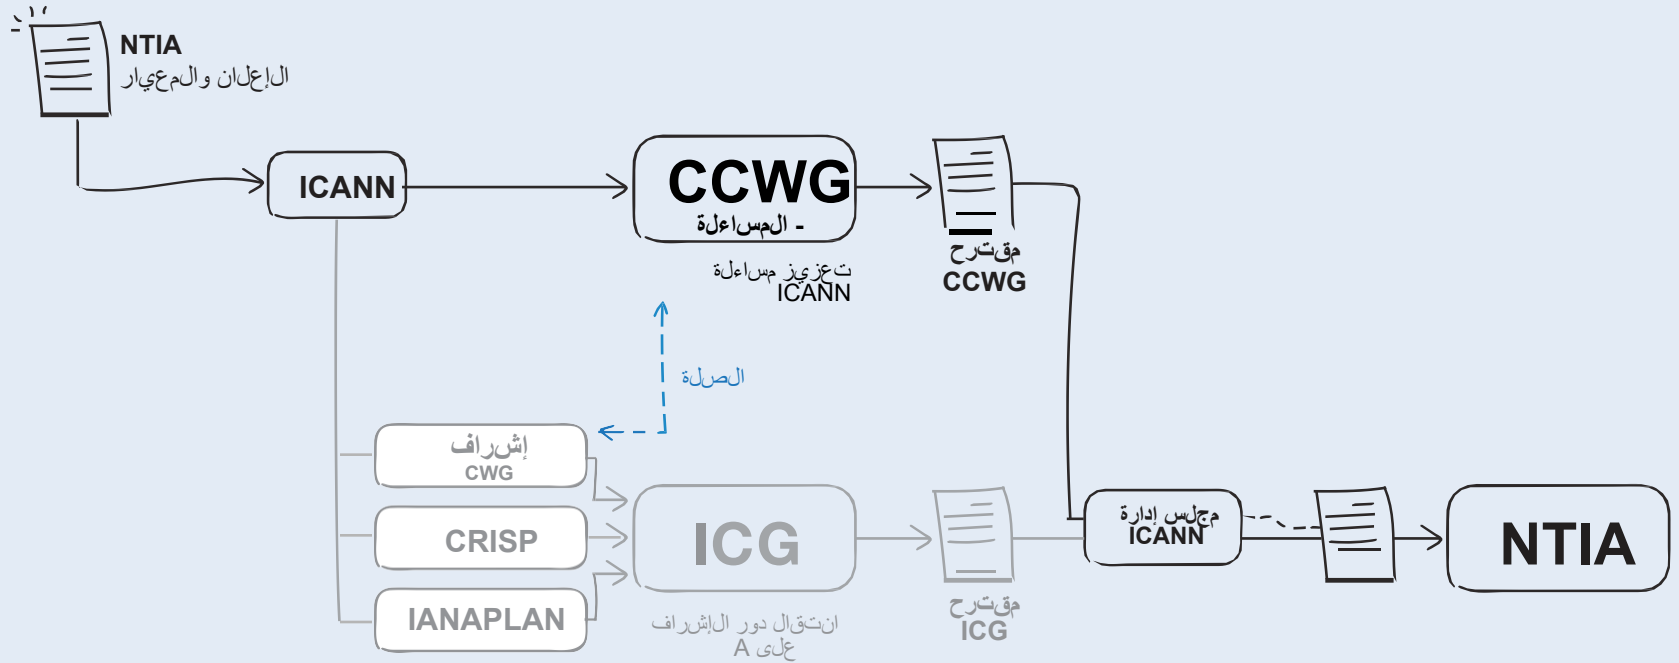 NTIA
الإعلان والمعيار
ICANN
CCWG
المساءلة -
تعزيز مساءلة
ICANN
مقترح
CCWG
الصلة
إشراف
CWG
CRISP
IANAPLAN
ICG
انتقال دور الإشراف
على A
مقترح
ICG
مجلس إدارة
ICANN
NTIA